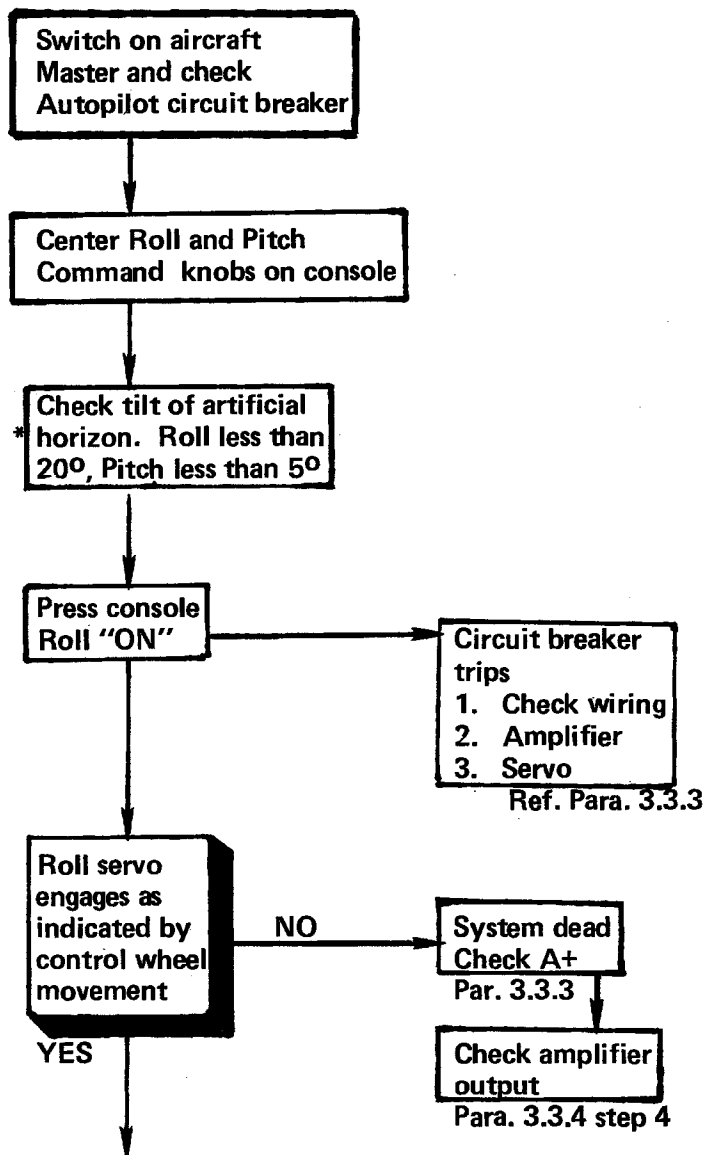 Switch on aircraft
Master and check
Autopilot circuit breaker
Center Roll and Pitch
Command knobs on console
Check tilt of artificial
* horizon. Roll less than
20º, Pitch less than 5º
Press console
Roll "ON"
Circuit breaker
trips
1. Check wiring
2. Amplifier
3. Servo
Ref. Para. 3.3.3
Roll servo
engages as
indicated by
control wheel
movement
NO
System dead
Check A+
Par. 3.3.3
YES
Check amplifier
output
Para. 3.3.4 step 4